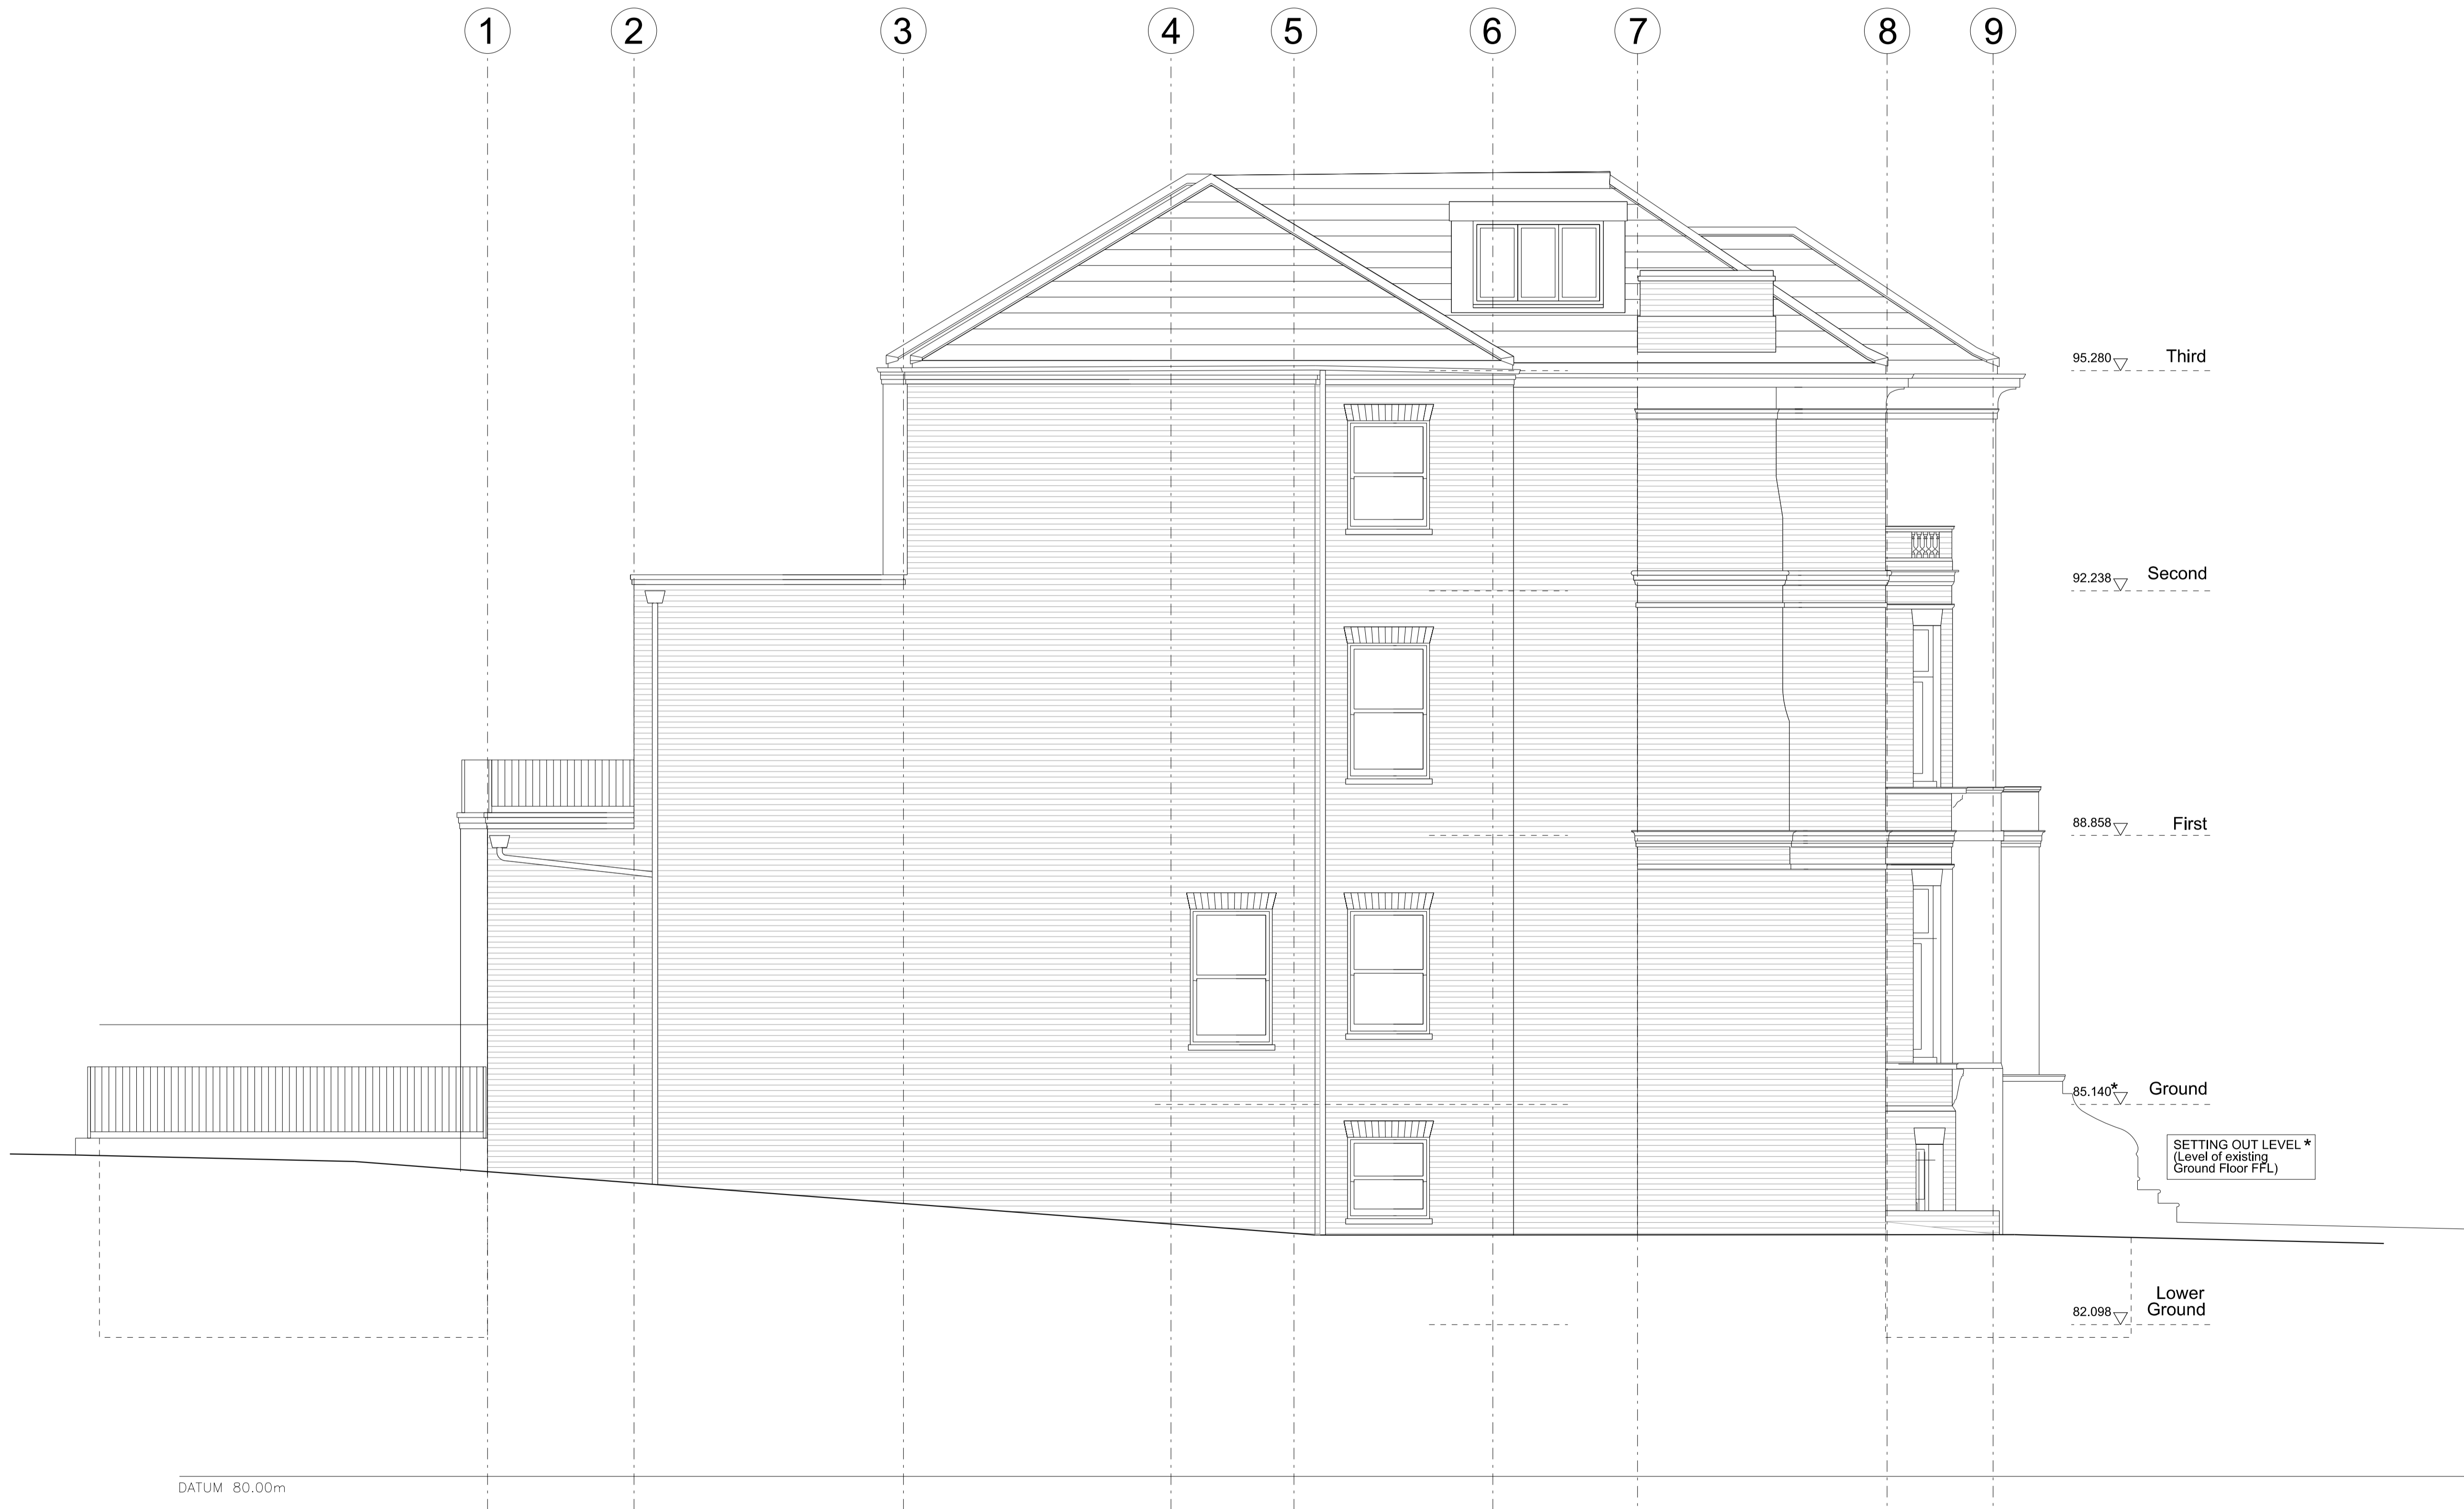 1 2 3 4 5 6 7 8 9
95.280 Third
92.238 Second
88.858 First
85.140* Ground
SETTING OUT LEVEL *
(Level of existing
Ground Floor FFL)
Lower
82.098 Ground
DATUM 80.00m